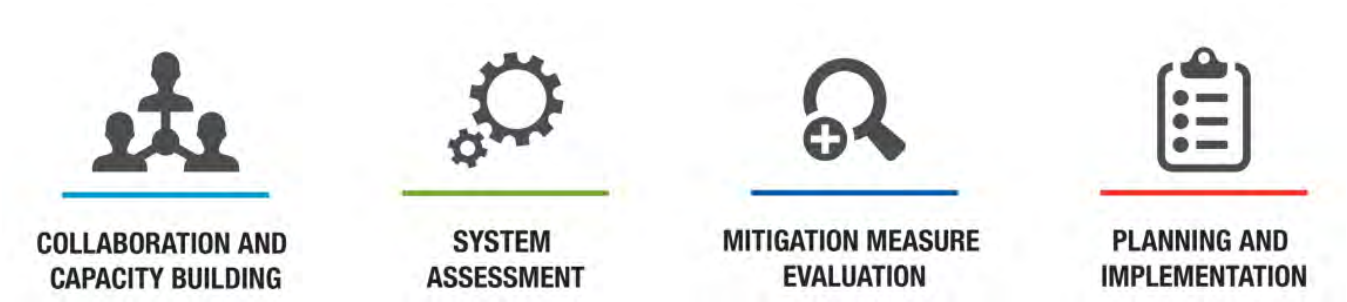 COLLABORATION AND
CAPACITY BUILDING
SYSTEM
ASSESSMENT
MITIGATION MEASURE
EVALUATION
PLANNING AND
IMPLEMENTATION